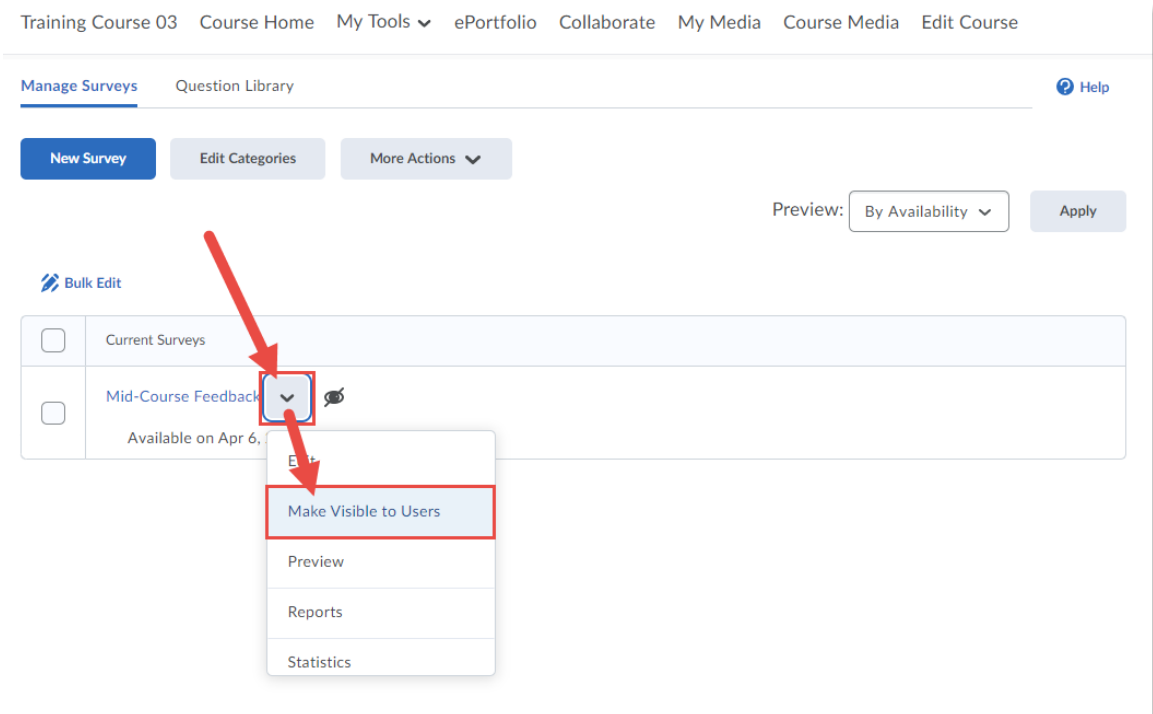 Training Course 03 Course Home My Tools ePortfolio Collaborate My Media Course Media Edit Course
Manage Surveys Question Library Help
New Survey Edit Categories More Actions
Preview: By Availability Apply
Bulk Edit
Current Surveys
Mid-Course Feedback
Available on Apr 6,
Edit
Make Visible to Users
Preview
Reports
Statistics